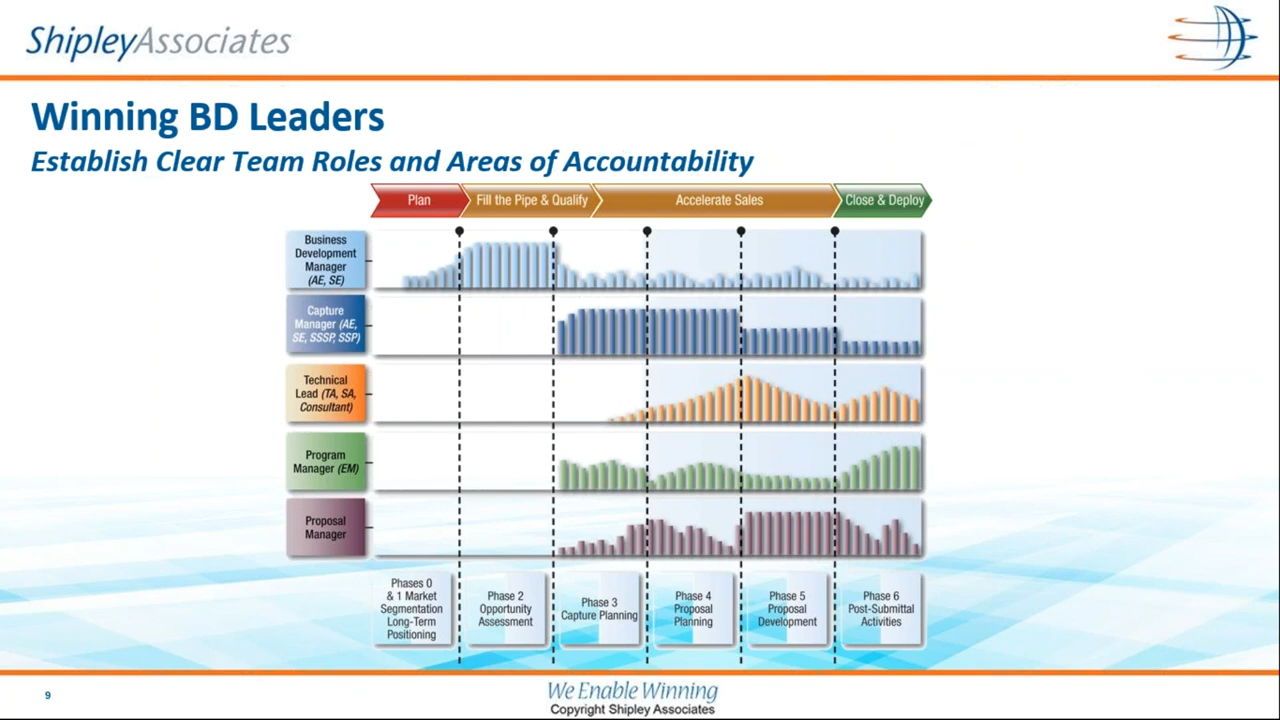 ShipleyAssociates
Winning BD Leaders
Establish Clear Team Roles and Areas of Accountability
Plan
Fill the Pipe & Qualify
Accelerate Sales
Close & Deploy
Business
Development
Manager
(AE, SE)
Capture
Manager (AE,
SE, SSSP, SSP)
Technical
Lead (TA, SA,
Consultant)
Program
Manager (EM)
Proposal
Manager
Phases 0
& 1 Market
Segmentation
Long-Term
Positioning
Phase 2
Opportunity
Assessment
Phase 3
Capture Planning
Phase 4
Proposal
Planning
Phase 5
Proposal
Development
Phase 6
Post-Submittal
Activities
9
We Enable Winning
Copyright Shipley Associates